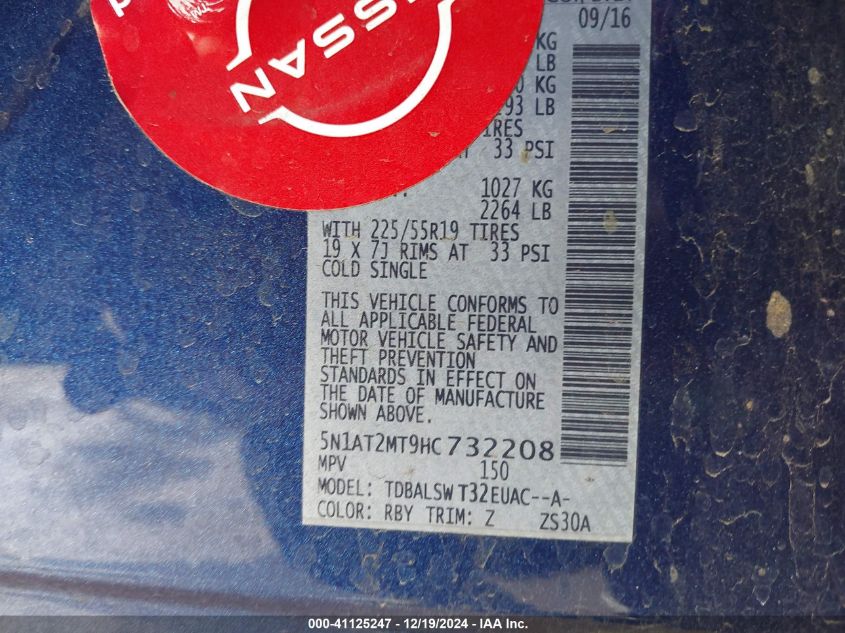 NISSAN
09/16
KG
LB
KG
93 LB
TIRES
33 PSI
1027 KG
2264 LB
WITH 225/55R19 TIRES
19 X 7J RIMS AT 33 PSI
COLD SINGLE
THIS VEHICLE CONFORMS TO
ALL APPLICABLE FEDERAL
MOTOR VEHICLE SAFETY AND
THEFT PREVENTION
STANDARDS IN EFFECT ON
THE DATE OF MANUFACTURE
SHOWN ABOVE.
5N1AT2MT9HC732208
MPV 150
MODEL: TDBALSW T32EUAC--A-
COLOR: RBY TRIM: Z ZS30A
000-41125247 - 12/19/2024 - IAA Inc.